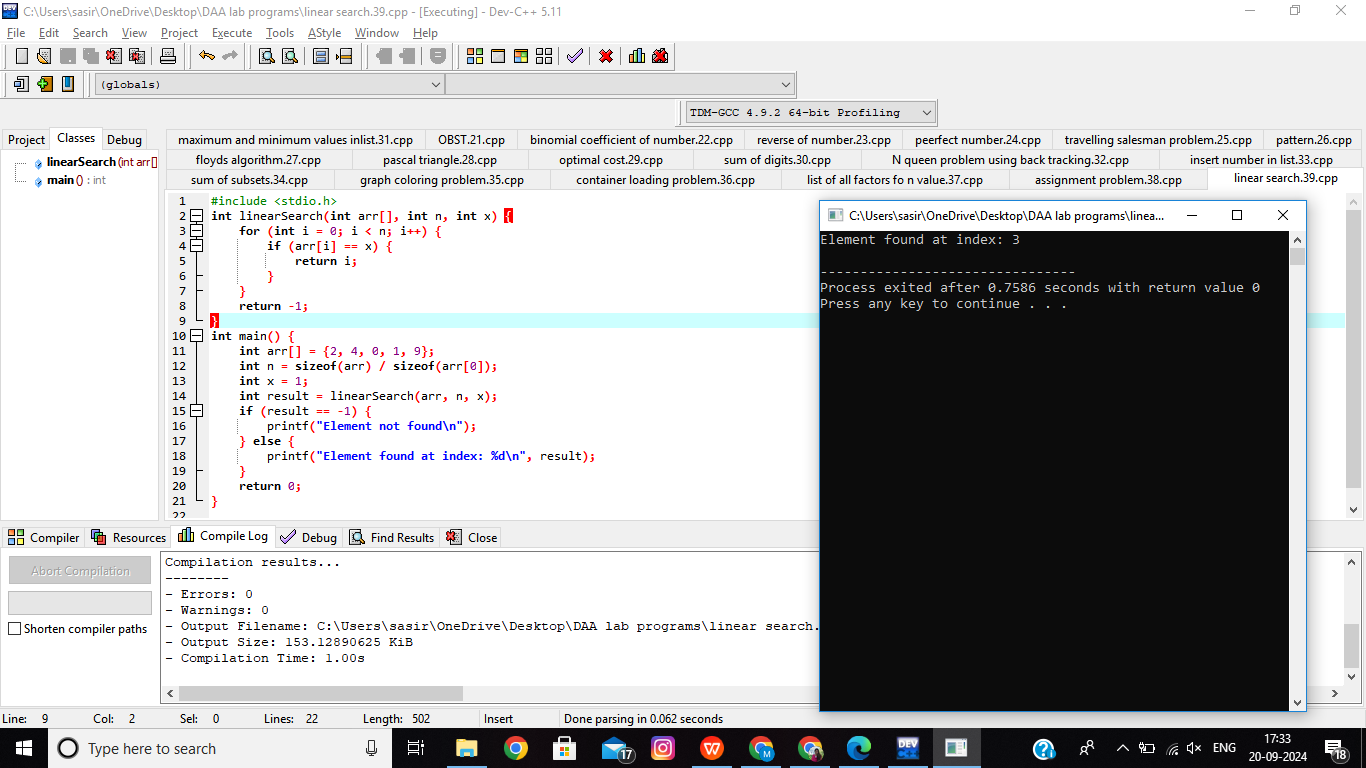 C:\Users\sasir\OneDrive\Desktop\DAA lab programs\linear search.39.cpp - [Executing] - Dev-C++ 5.11
File Edit Search View Project Execute Tools AStyle Window Help
(globals)
TDM-GCC 4.9.2 64-bit Profiling
Project Classes Debug
maximum and minimum values inlist.31.cpp OBST.21.cpp binomial coefficient of number.22.cpp reverse of number.23.cpp peerfect number.24.cpp travelling salesman problem.25.cpp pattern.26.cpp
floyds algorithm.27.cpp pascal triangle.28.cpp optimal cost.29.cpp sum of digits.30.cpp N queen problem using back tracking.32.cpp insert number in list.33.cpp
sum of subsets.34.cpp graph coloring problem.35.cpp container loading problem.36.cpp list of all factors fo n value.37.cpp assignment problem.38.cpp linear search.39.cpp
linearSearch (int arr[]
main () : int
1 #include <stdio.h>
2 int linearSearch(int arr[], int n, int x) {
3 for (int i = 0; i < n; i++) {
4 if (arr[i] == x) {
5 return i;
6 }
7 }
8 return -1;
9 }
10 int main() {
11 int arr[] = {2, 4, 0, 1, 9};
12 int n = sizeof(arr) / sizeof(arr[0]);
13 int x = 1;
14 int result = linearSearch(arr, n, x);
15 if (result == -1) {
16 printf("Element not found\n");
17 } else {
18 printf("Element found at index: %d\n", result);
19 }
20 return 0;
21 }
22
C:\Users\sasir\OneDrive\Desktop\DAA lab programs\linea...
Element found at index: 3
--------------------------------
Process exited after 0.7586 seconds with return value 0
Press any key to continue . . .
Compiler Resources Compile Log Debug Find Results Close
Abort Compilation
Shorten compiler paths
Compilation results...
--------
- Errors: 0
- Warnings: 0
- Output Filename: C:\Users\sasir\OneDrive\Desktop\DAA lab programs\linear search.
- Output Size: 153.12890625 KiB
- Compilation Time: 1.00s
Line: 9 Col: 2 Sel: 0 Lines: 22 Length: 502 Insert Done parsing in 0.062 seconds
Type here to search
17
DEV
ENG
17:33
20-09-2024
18